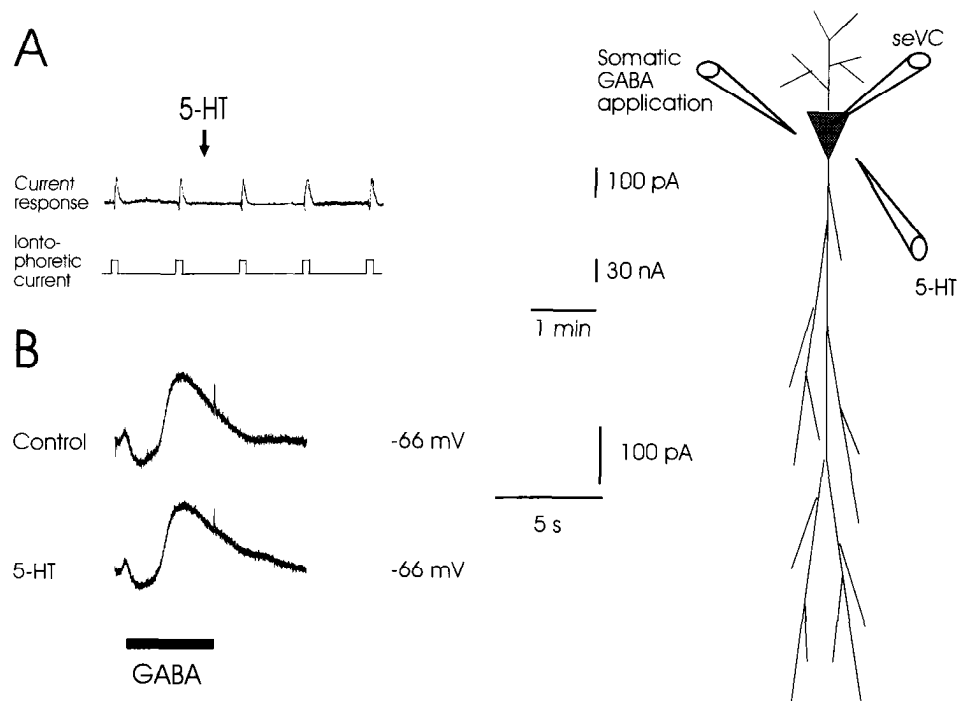 A
5-HT
Current
response
Ionto-
phoretic
current
100 pA
30 nA
1 min
Somatic
GABA
application
seVC
5-HT
B
Control
-66 mV
5-HT
-66 mV
100 pA
5 s
GABA